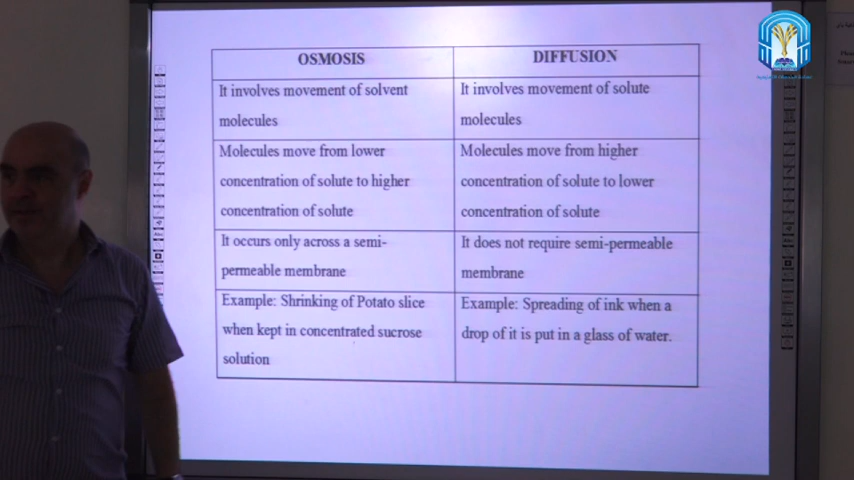 OSMOSIS
DIFFUSION
It involves movement of solvent
molecules
It involves movement of solute
molecules
Molecules move from lower
concentration of solute to higher
concentration of solute
Molecules move from higher
concentration of solute to lower
concentration of solute
It occurs only across a semi-
permeable membrane
It does not require semi-permeable
membrane
Example: Shrinking of Potato slice
when kept in concentrated sucrose
solution
Example: Spreading of ink when a
drop of it is put in a glass of water.